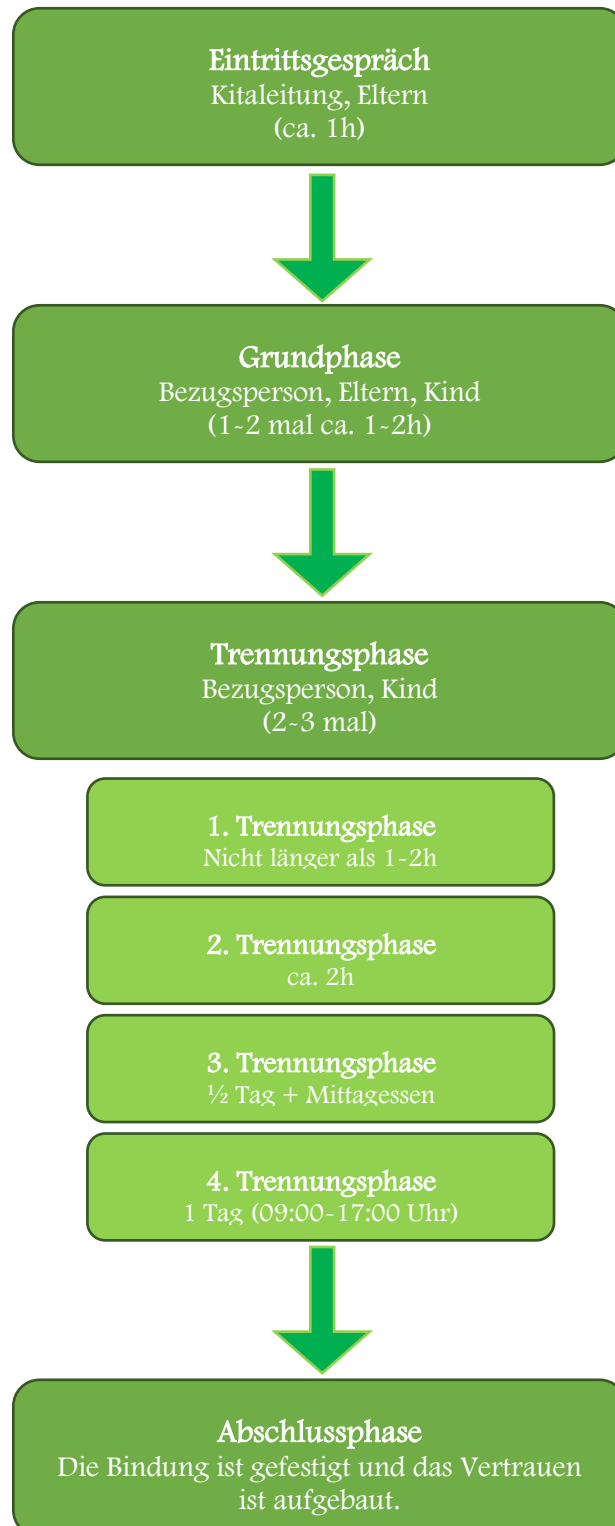 Eintrittsgespräch
Kitaleitung, Eltern
(ca. 1h)
Grundphase
Bezugsperson, Eltern, Kind
(1-2 mal ca. 1-2h)
Trennungsphase
Bezugsperson, Kind
(2-3 mal)
1. Trennungsphase
Nicht länger als 1-2h
2. Trennungsphase
ca. 2h
3. Trennungsphase
½ Tag + Mittagessen
4. Trennungsphase
1 Tag (09:00-17:00 Uhr)
Abschlussphase
Die Bindung ist gefestigt und das Vertrauen
ist aufgebaut.